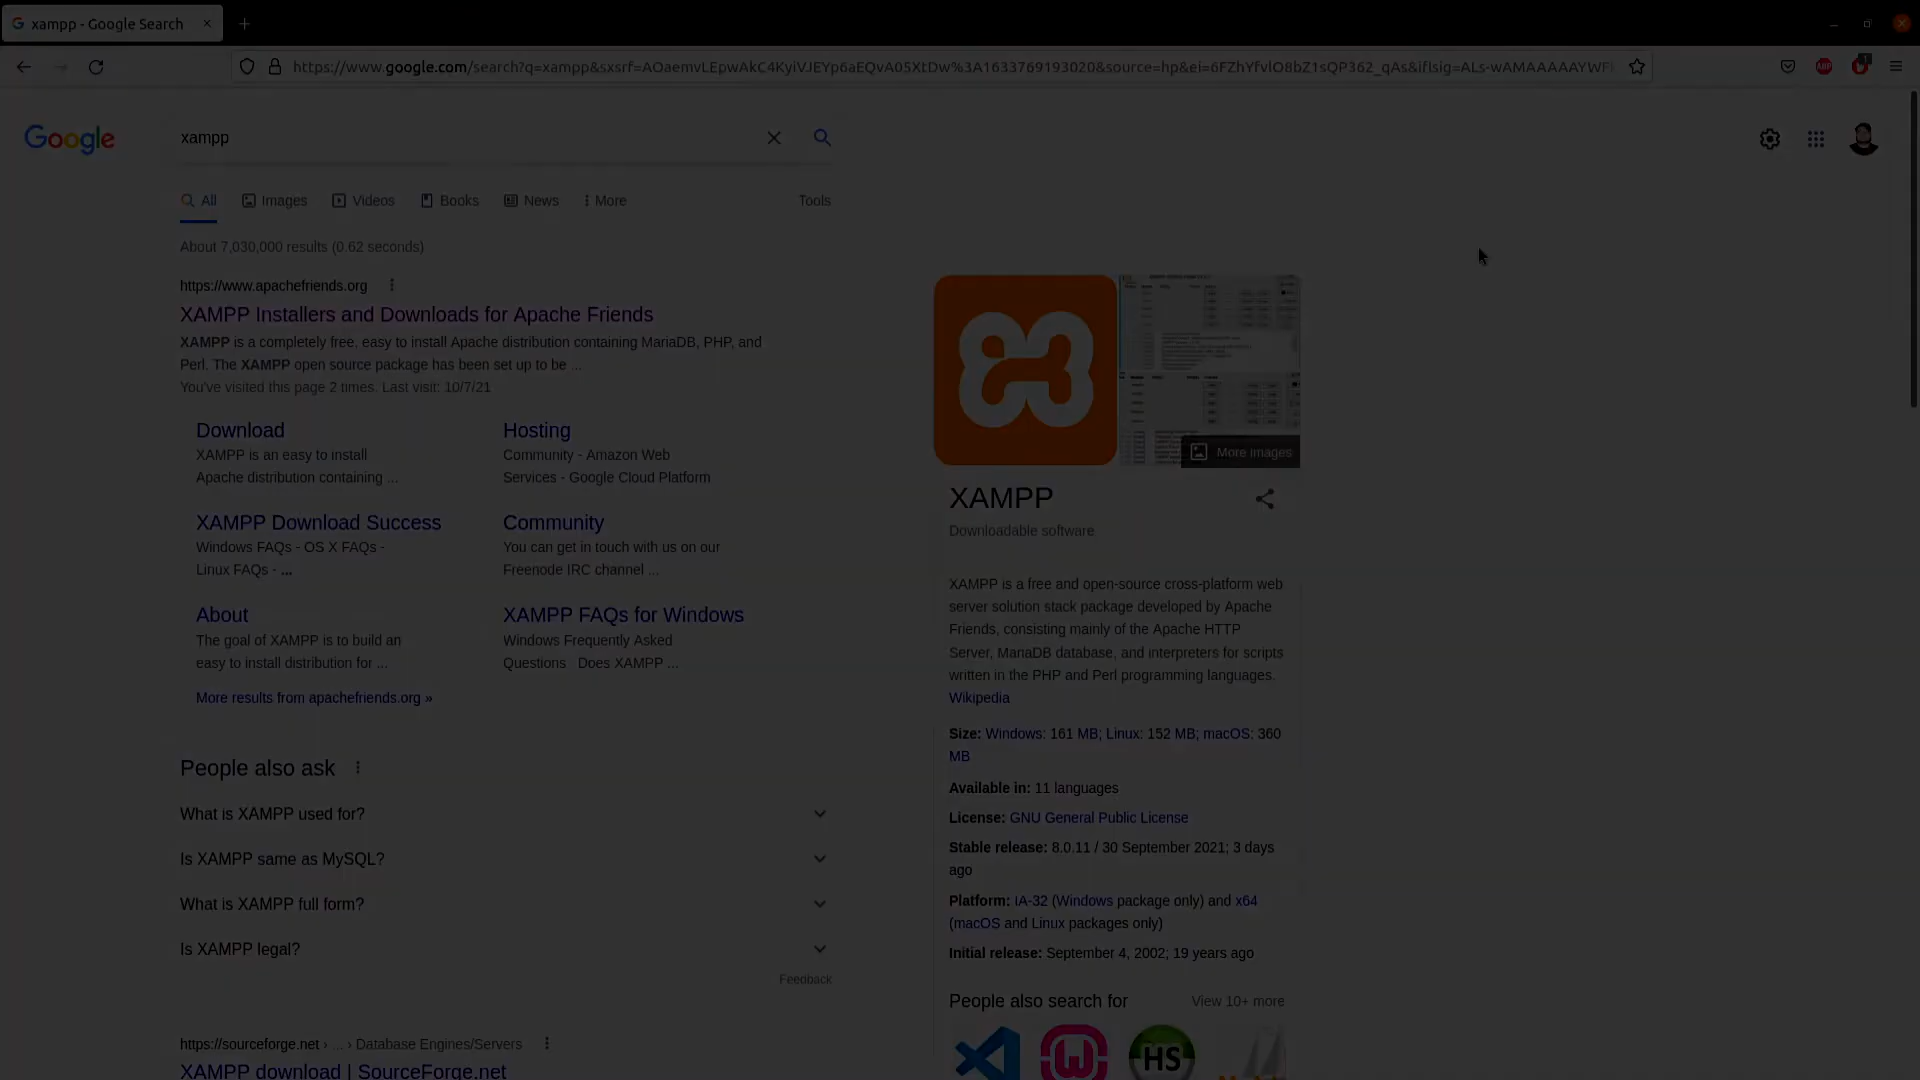 xampp - Google Search
https://www.google.com/search?q=xampp&sxsrf=AOaemvLEpwAkC4KyiVJEYp6aEQvA05XtDw%3A1633769193020&source=hp&ei=6FZhYfvlO8bZ1sQP362_qAs&iflsig=ALs-wAMAAAAAYWF
ABP
1
Google
xampp
All
Images
Videos
Books
News
More
Tools
About 7,030,000 results (0.62 seconds)
https://www.apachefriends.org
XAMPP Installers and Downloads for Apache Friends
XAMPP is a completely free, easy to install Apache distribution containing MariaDB, PHP, and
Perl. The XAMPP open source package has been set up to be ...
You've visited this page 2 times. Last visit: 10/7/21
Download
XAMPP is an easy to install
Apache distribution containing ...
Hosting
Community - Amazon Web
Services - Google Cloud Platform
XAMPP Download Success
Windows FAQs - OS X FAQs -
Linux FAQs - ...
Community
You can get in touch with us on our
Freenode IRC channel ...
About
The goal of XAMPP is to build an
easy to install distribution for ...
XAMPP FAQs for Windows
Windows Frequently Asked
Questions · Does XAMPP ...
More results from apachefriends.org »
People also ask
What is XAMPP used for?
Is XAMPP same as MySQL?
What is XAMPP full form?
Is XAMPP legal?
Feedback
https://sourceforge.net › ... › Database Engines/Servers
XAMPP download | SourceForge.net
More images
XAMPP
Downloadable software
XAMPP is a free and open-source cross-platform web
server solution stack package developed by Apache
Friends, consisting mainly of the Apache HTTP
Server, MariaDB database, and interpreters for scripts
written in the PHP and Perl programming languages.
Wikipedia
Size: Windows: 161 MB; Linux: 152 MB; macOS: 360
MB
Available in: 11 languages
License: GNU General Public License
Stable release: 8.0.11 / 30 September 2021; 3 days
ago
Platform: IA-32 (Windows package only) and x64
(macOS and Linux packages only)
Initial release: September 4, 2002; 19 years ago
People also search for
View 10+ more
W
HS